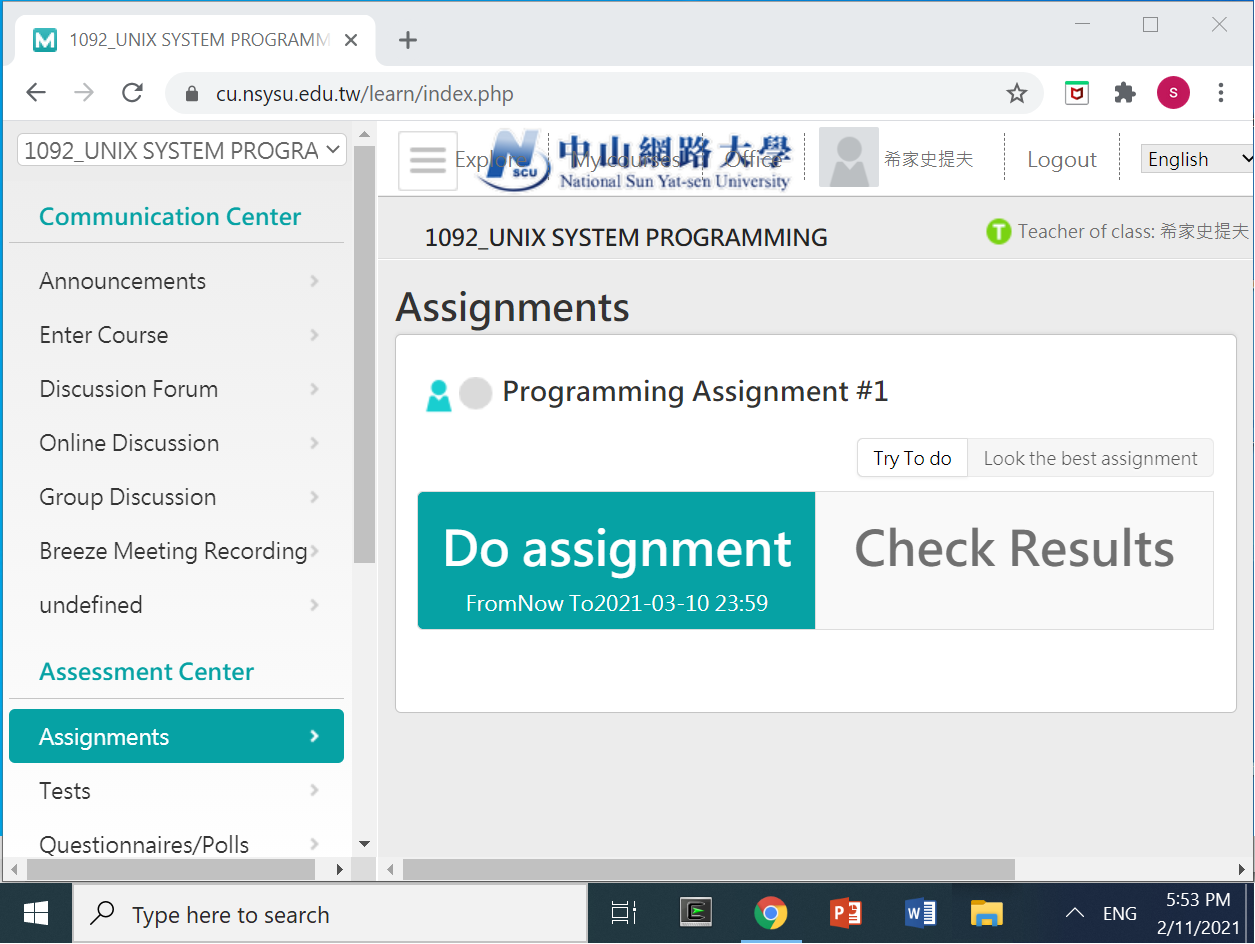 1092_UNIX SYSTEM PROGRAMM
cu.nsysu.edu.tw/learn/index.php
S
1092_UNIX SYSTEM PROGRA
Communication Center
Announcements
Enter Course
Discussion Forum
Online Discussion
Group Discussion
Breeze Meeting Recording
undefined
Assessment Center
Assignments
Tests
Questionnaires/Polls
Explore
My courses
Office
NSCU
中山網路大學
National Sun Yat-sen University
希家史提夫
Logout
English
1092_UNIX SYSTEM PROGRAMMING
T Teacher of class: 希家史提夫
Assignments
Programming Assignment #1
Try To do
Look the best assignment
Do assignment
FromNow To2021-03-10 23:59
Check Results
Type here to search
ENG
5:53 PM
2/11/2021